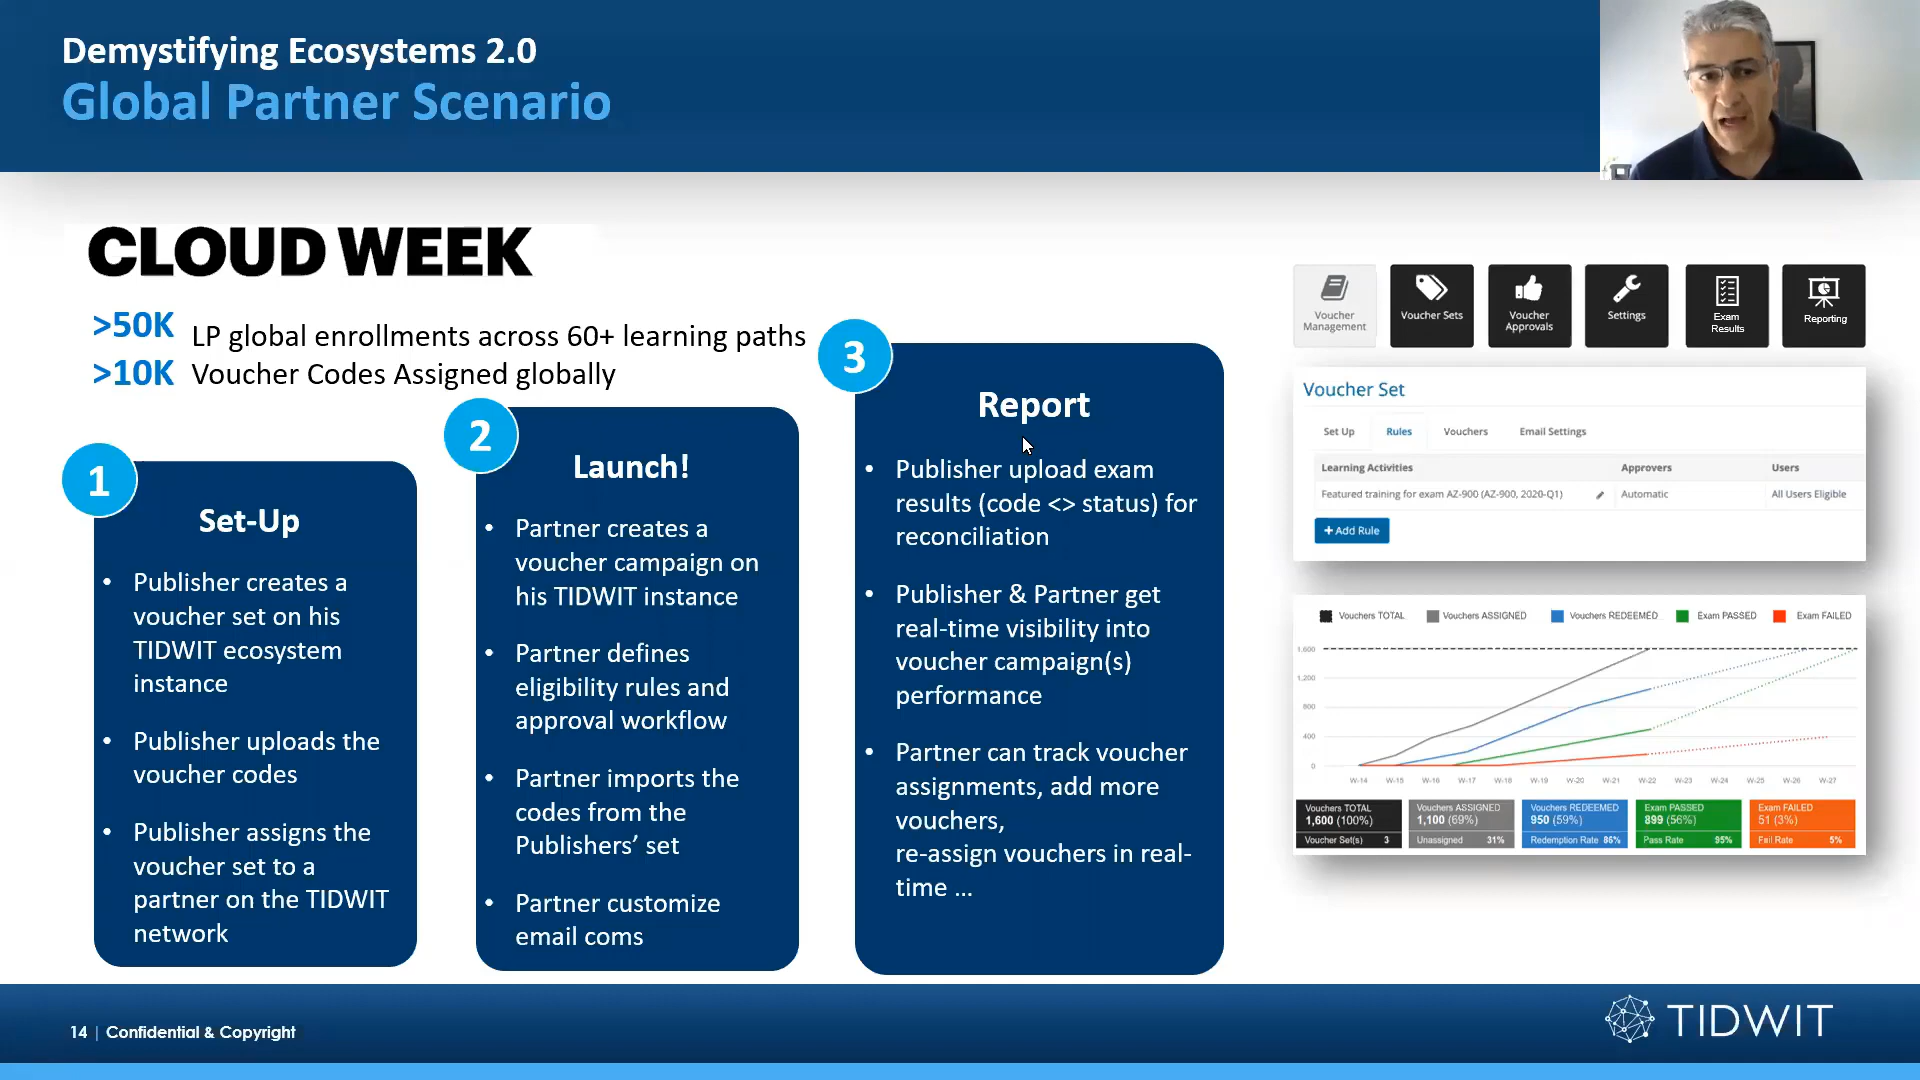 Demystifying Ecosystems 2.0
Global Partner Scenario
CLOUD WEEK
>50K LP global enrollments across 60+ learning paths
>10K Voucher Codes Assigned globally
1
Set-Up
• Publisher creates a
voucher set on his
TIDWIT ecosystem
instance
• Publisher uploads the
voucher codes
• Publisher assigns the
voucher set to a
partner on the TIDWIT
network
2
Launch!
• Partner creates a
voucher campaign on
his TIDWIT instance
• Partner defines
eligibility rules and
approval workflow
• Partner imports the
codes from the
Publishers’ set
• Partner customize
email coms
3
Report
• Publisher upload exam
results (code <> status) for
reconciliation
• Publisher & Partner get
real-time visibility into
voucher campaign(s)
performance
• Partner can track voucher
assignments, add more
vouchers,
re-assign vouchers in real-
time ...
Voucher
Management
Voucher Sets
Voucher
Approvals
Settings
Exam
Results
Reporting
Voucher Set
Set Up Rules Vouchers Email Settings
Learning Activities Approvers Users
Featured training for exam AZ-900 (AZ-900, 2020-Q1) Automatic All Users Eligible
+ Add Rule
Vouchers TOTAL Vouchers ASSIGNED Vouchers REDEEMED Exam PASSED Exam FAILED
1,600
1,200
800
400
0
W-14 W-15 W-16 W-17 W-18 W-19 W-20 W-21 W-22 W-23 W-24 W-25 W-26 W-27
Vouchers TOTAL
1,600 (100%)
Voucher Set(s) 3
Vouchers ASSIGNED
1,100 (69%)
Unassigned 31%
Vouchers REDEEMED
950 (59%)
Redemption Rate 86%
Exam PASSED
899 (56%)
Pass Rate 95%
Exam FAILED
51 (3%)
Fail Rate 5%
14 | Confidential & Copyright
TIDWIT